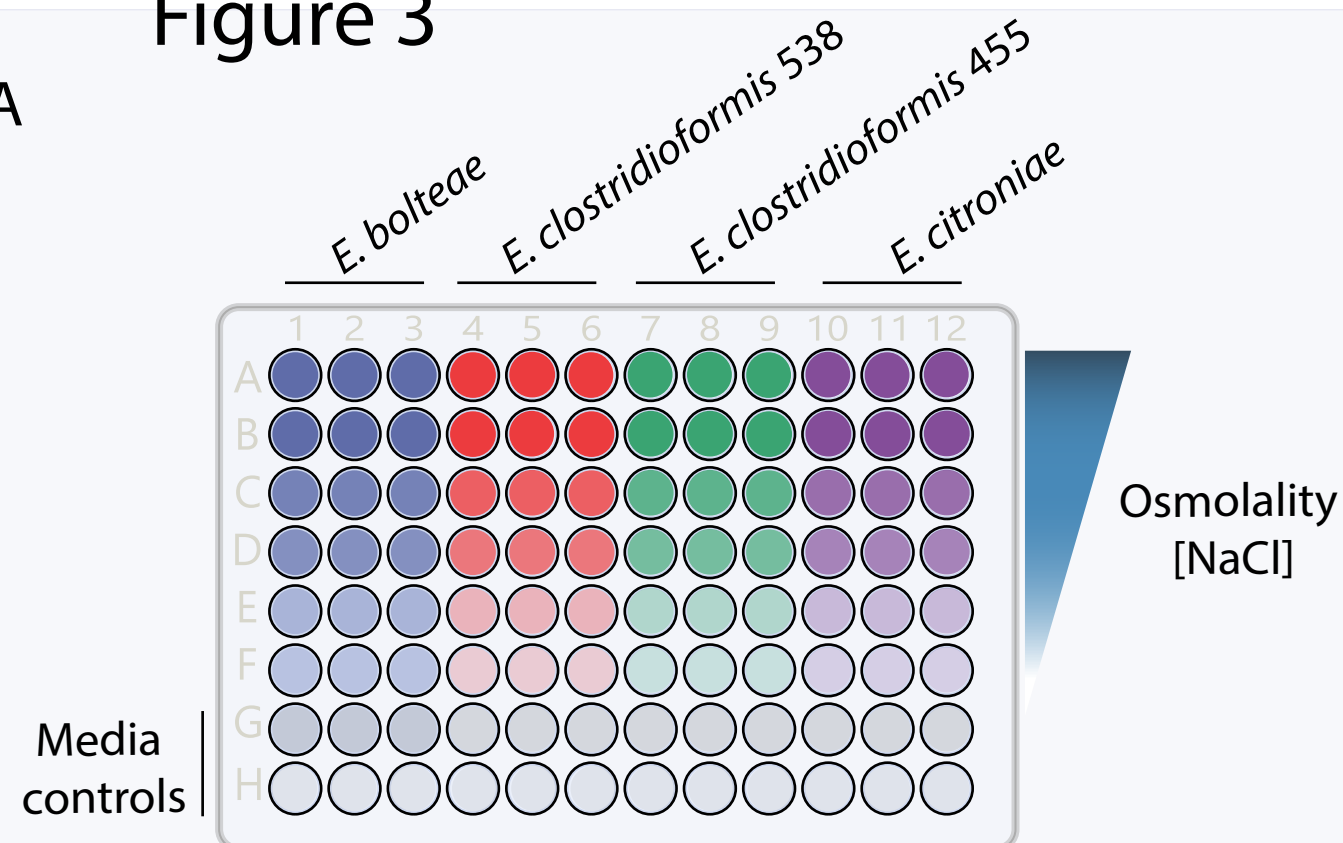 Figure 3
A
E. bolteae
E. clostridioformis 538
E. clostridioformis 455
E. citroniae
1 2 3 4 5 6 7 8 9 10 11 12
A
B
C
D
E
F
G
H
Osmolality
[NaCl]
Media
controls